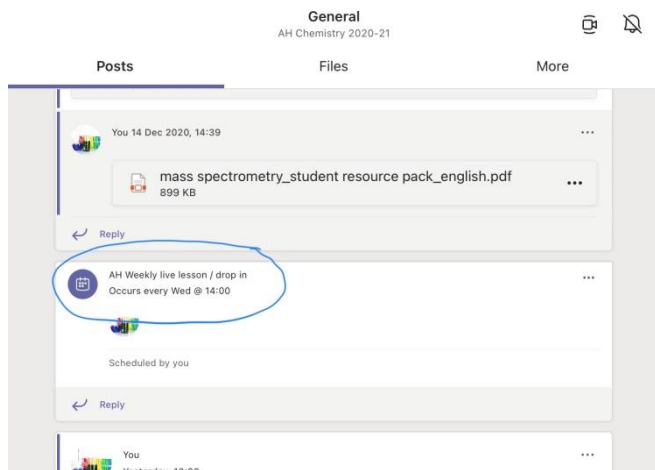 General
AH Chemistry 2020-21
Posts Files More
You 14 Dec 2020, 14:39
mass spectrometry_student resource pack_english.pdf
899 KB
Reply
AH Weekly live lesson / drop in
Occurs every Wed @ 14:00
Scheduled by you
Reply
You